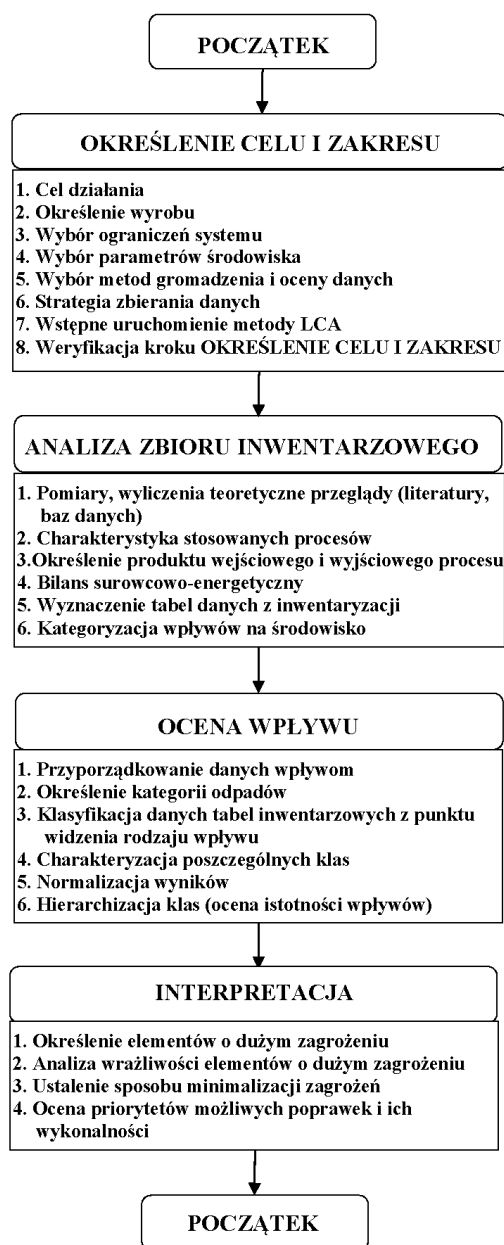 POCZĄTEK
OKREŚLENIE CELU I ZAKRESU
1. Cel działania
2. Określenie wyrobu
3. Wybór ograniczeń systemu
4. Wybór parametrów środowiska
5. Wybór metod gromadzenia i oceny danych
6. Strategia zbierania danych
7. Wstępne uruchomienie metody LCA
8. Weryfikacja kroku OKREŚLENIE CELU I ZAKRESU
ANALIZA ZBIORU INWENTARZOWEGO
1. Pomiary, wyliczenia teoretyczne przeglądy (literatury,
baz danych)
2. Charakterystyka stosowanych procesów
3.Określenie produktu wejściowego i wyjściowego procesu
4. Bilans surowcowo-energetyczny
5. Wyznaczenie tabel danych z inwentaryzacji
6. Kategoryzacja wpływów na środowisko
OCENA WPŁYWU
1. Przyporządkowanie danych wpływom
2. Określenie kategorii odpadów
3. Klasyfikacja danych tabel inwentarzowych z punktu
widzenia rodzaju wpływu
4. Charakteryzacja poszczególnych klas
5. Normalizacja wyników
6. Hierarchizacja klas (ocena istotności wpływów)
INTERPRETACJA
1. Określenie elementów o dużym zagrożeniu
2. Analiza wrażliwości elementów o dużym zagrożeniu
3. Ustalenie sposobu minimalizacji zagrożeń
4. Ocena priorytetów możliwych poprawek i ich
wykonalności
POCZĄTEK